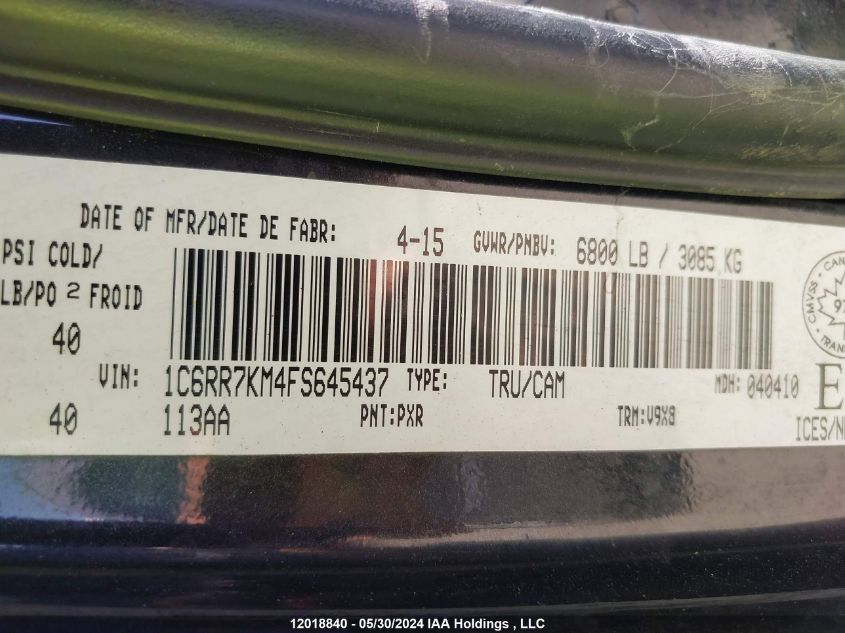 DATE OF MFR/DATE DE FABR: 4-15 GVWR/PNBV: 6800 LB / 3085 KG
PSI COLD/
LB/PO 2 FROID
40
VIN: 1C6RR7KM4FS645437 TYPE: TRU/CAM MDH: 040410
40 113AA PNT:PXR TRM:V9X8
CMVSS
ICES/
12018840 - 05/30/2024 IAA Holdings , LLC